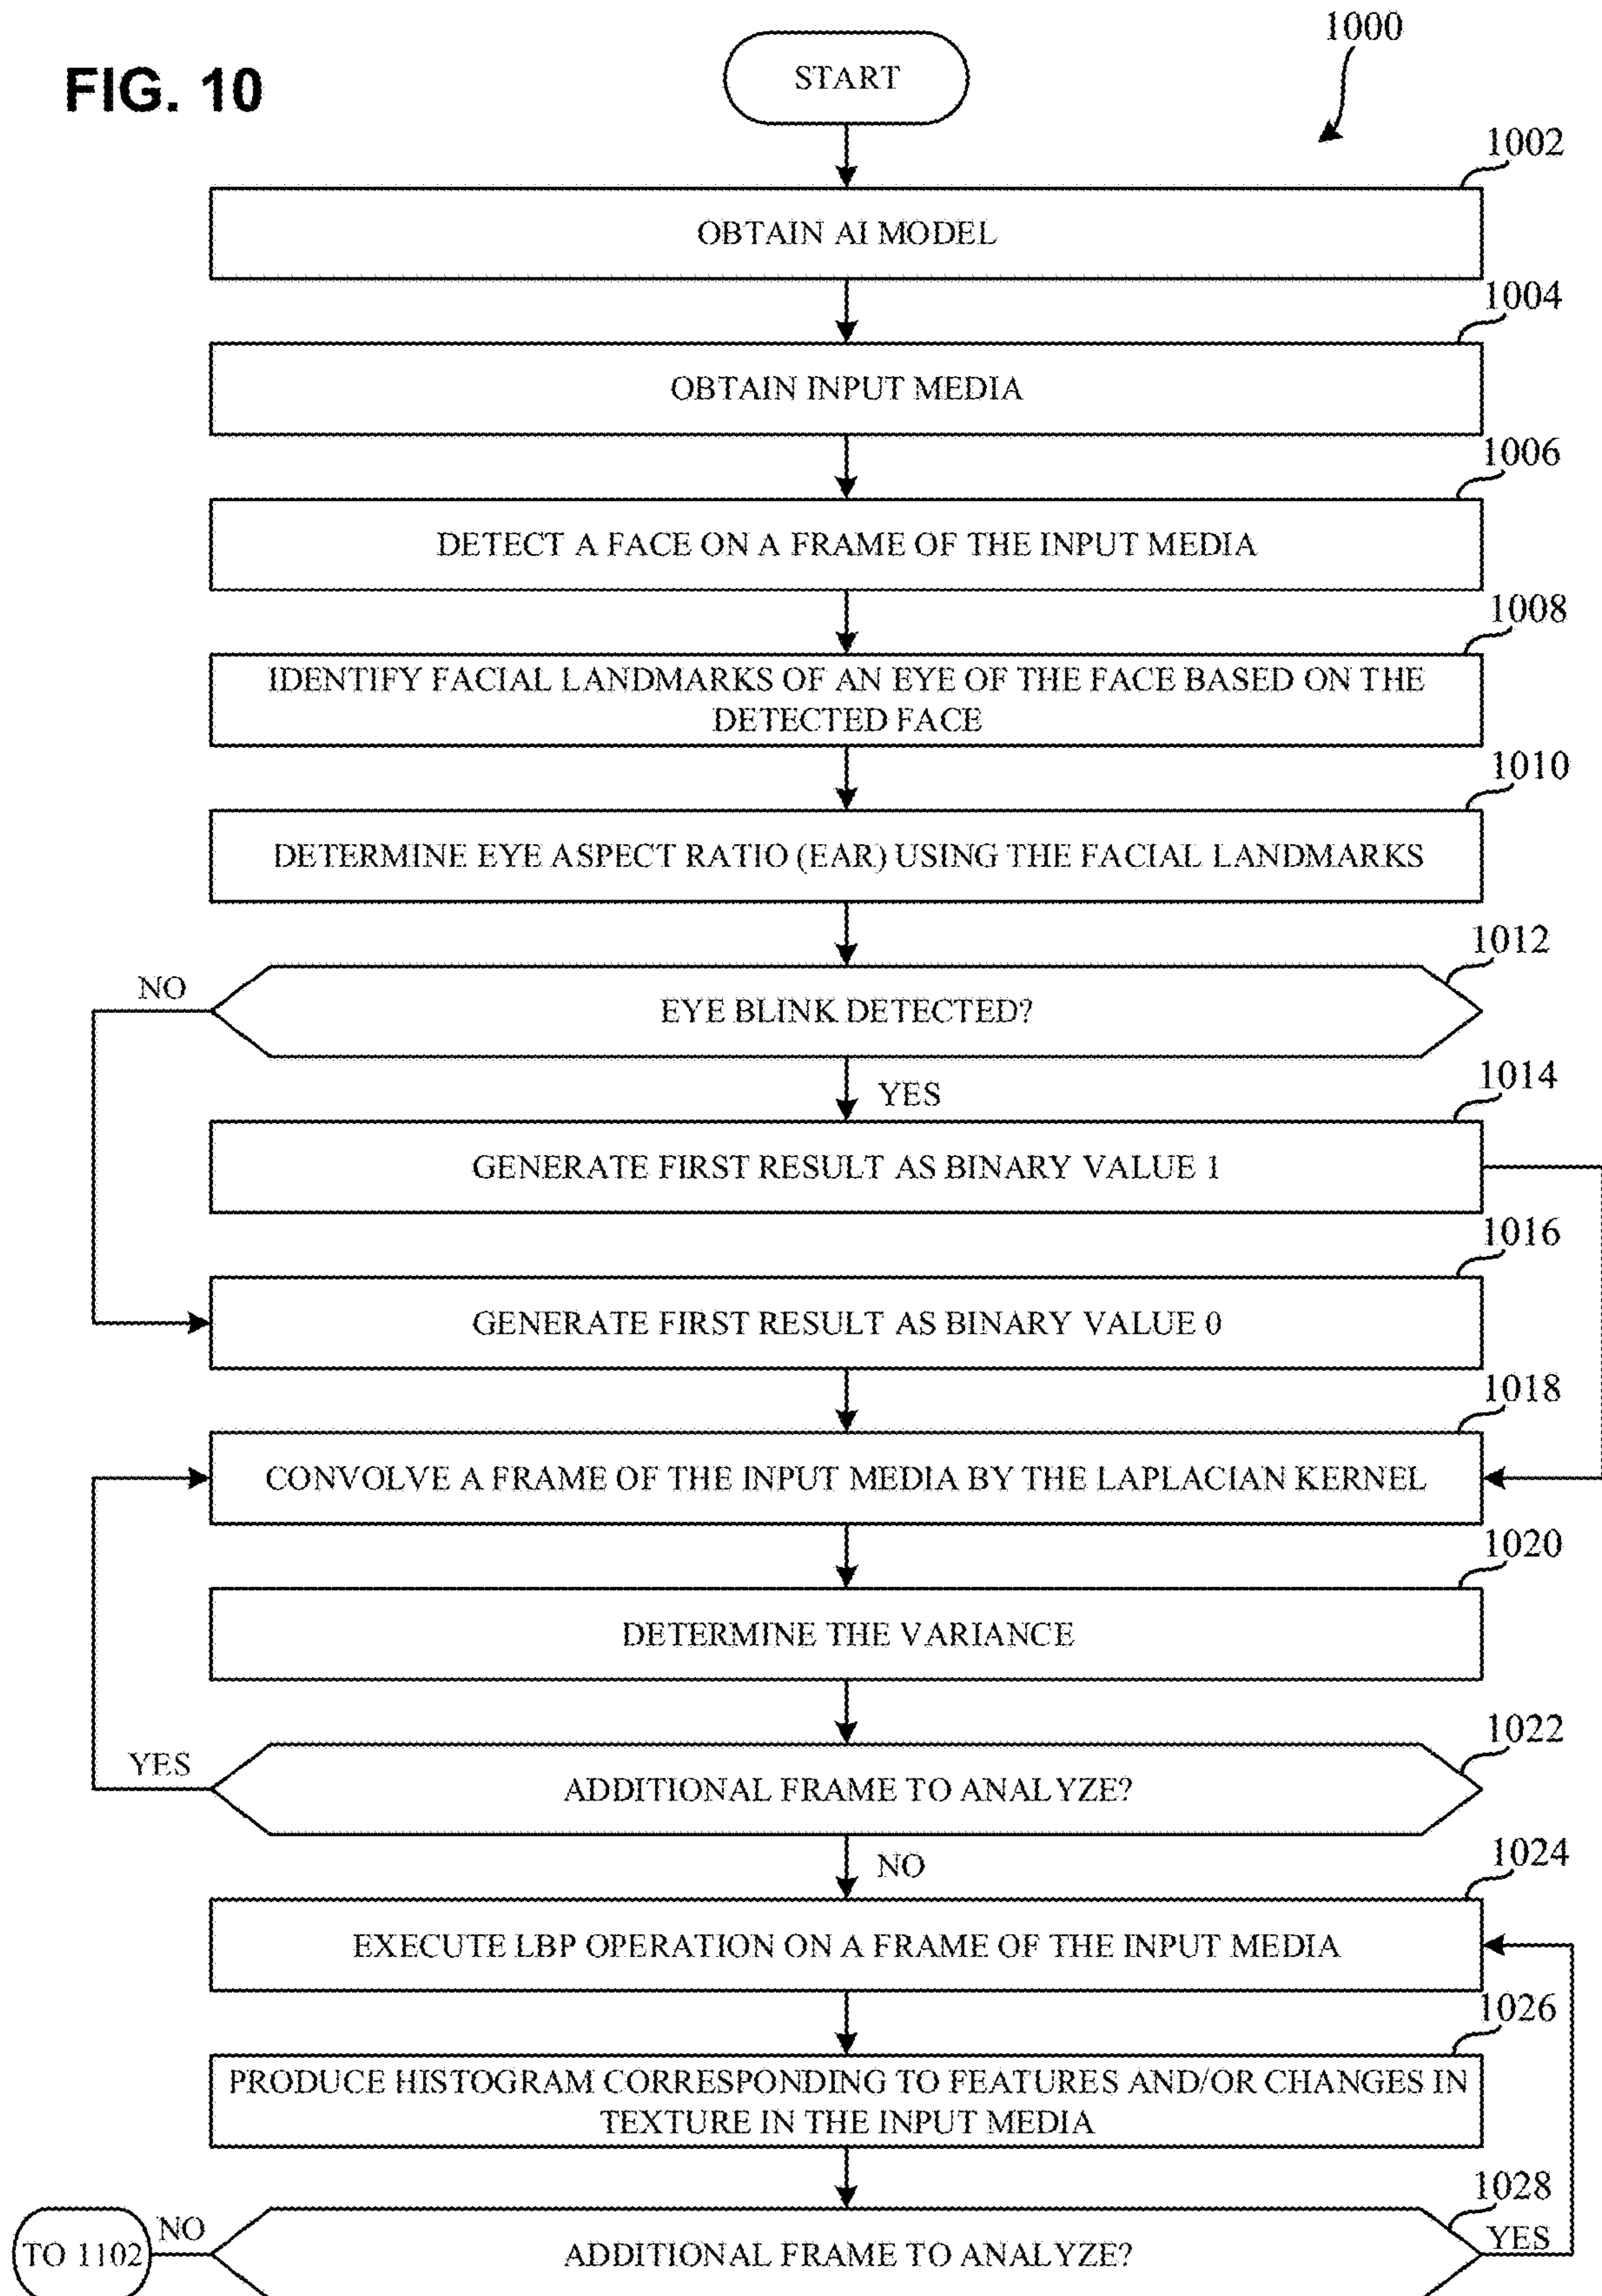 FIG. 10
1000
START
1002
OBTAIN AI MODEL
1004
OBTAIN INPUT MEDIA
1006
DETECT A FACE ON A FRAME OF THE INPUT MEDIA
1008
IDENTIFY FACIAL LANDMARKS OF AN EYE OF THE FACE BASED ON THE
DETECTED FACE
1010
DETERMINE EYE ASPECT RATIO (EAR) USING THE FACIAL LANDMARKS
1012
NO
EYE BLINK DETECTED?
YES
1014
GENERATE FIRST RESULT AS BINARY VALUE 1
1016
GENERATE FIRST RESULT AS BINARY VALUE 0
1018
CONVOLVE A FRAME OF THE INPUT MEDIA BY THE LAPLACIAN KERNEL
1020
DETERMINE THE VARIANCE
1022
YES
ADDITIONAL FRAME TO ANALYZE?
NO
1024
EXECUTE LBP OPERATION ON A FRAME OF THE INPUT MEDIA
1026
PRODUCE HISTOGRAM CORRESPONDING TO FEATURES AND/OR CHANGES IN
TEXTURE IN THE INPUT MEDIA
1028
TO 1102
NO
ADDITIONAL FRAME TO ANALYZE?
YES